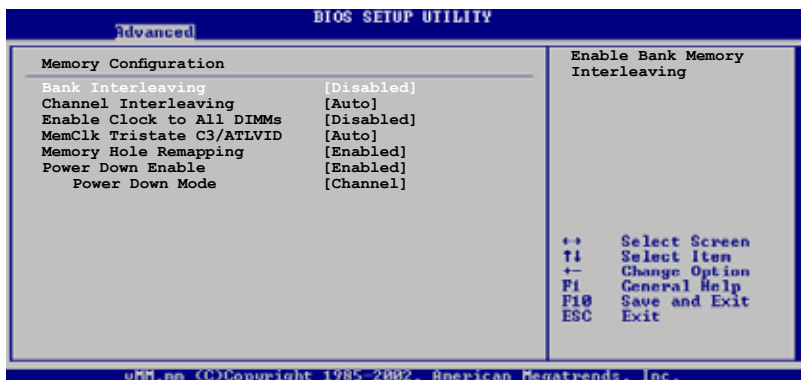 BIOS SETUP UTILITY
Advanced
Memory Configuration
Bank Interleaving [Disabled]
Channel Interleaving [Auto]
Enable Clock to All DIMMs [Disabled]
MemClk Tristate C3/ATLVID [Auto]
Memory Hole Remapping [Enabled]
Power Down Enable [Enabled]
Power Down Mode [Channel]
Enable Bank Memory
Interleaving
↔ Select Screen
↑↓ Select Item
+- Change Option
F1 General Help
F10 Save and Exit
ESC Exit
(C)Copyright 1985-2002, American Megatrends, Inc.